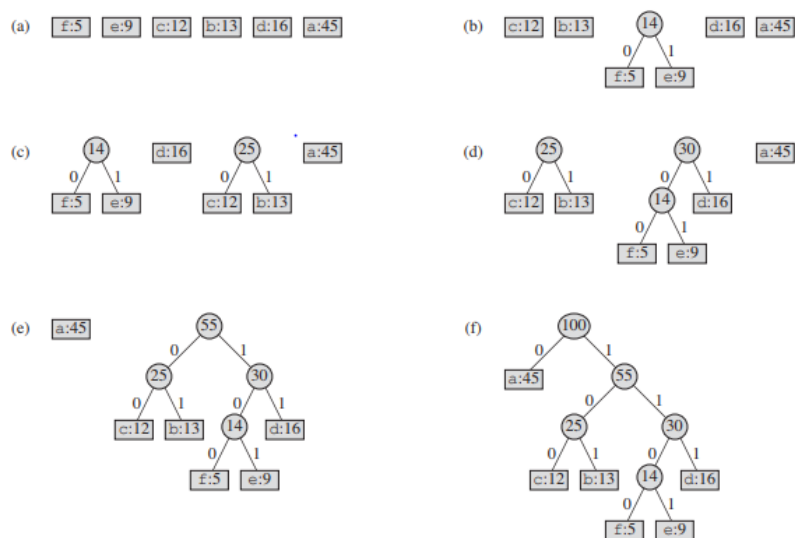 (a) f:5 e:9 c:12 b:13 d:16 a:45
(b) c:12 b:13 14 d:16 a:45
0 1
f:5 e:9
(c) 14 d:16 25 a:45
0 1 0 1
f:5 e:9 c:12 b:13
(d) 25 30 a:45
0 1 0 1
c:12 b:13 14 d:16
0 1
f:5 e:9
(e) a:45 55
0 1
25 30
0 1 0 1
c:12 b:13 14 d:16
0 1
f:5 e:9
(f) 100
0 1
a:45 55
0 1
25 30
0 1 0 1
c:12 b:13 14 d:16
0 1
f:5 e:9